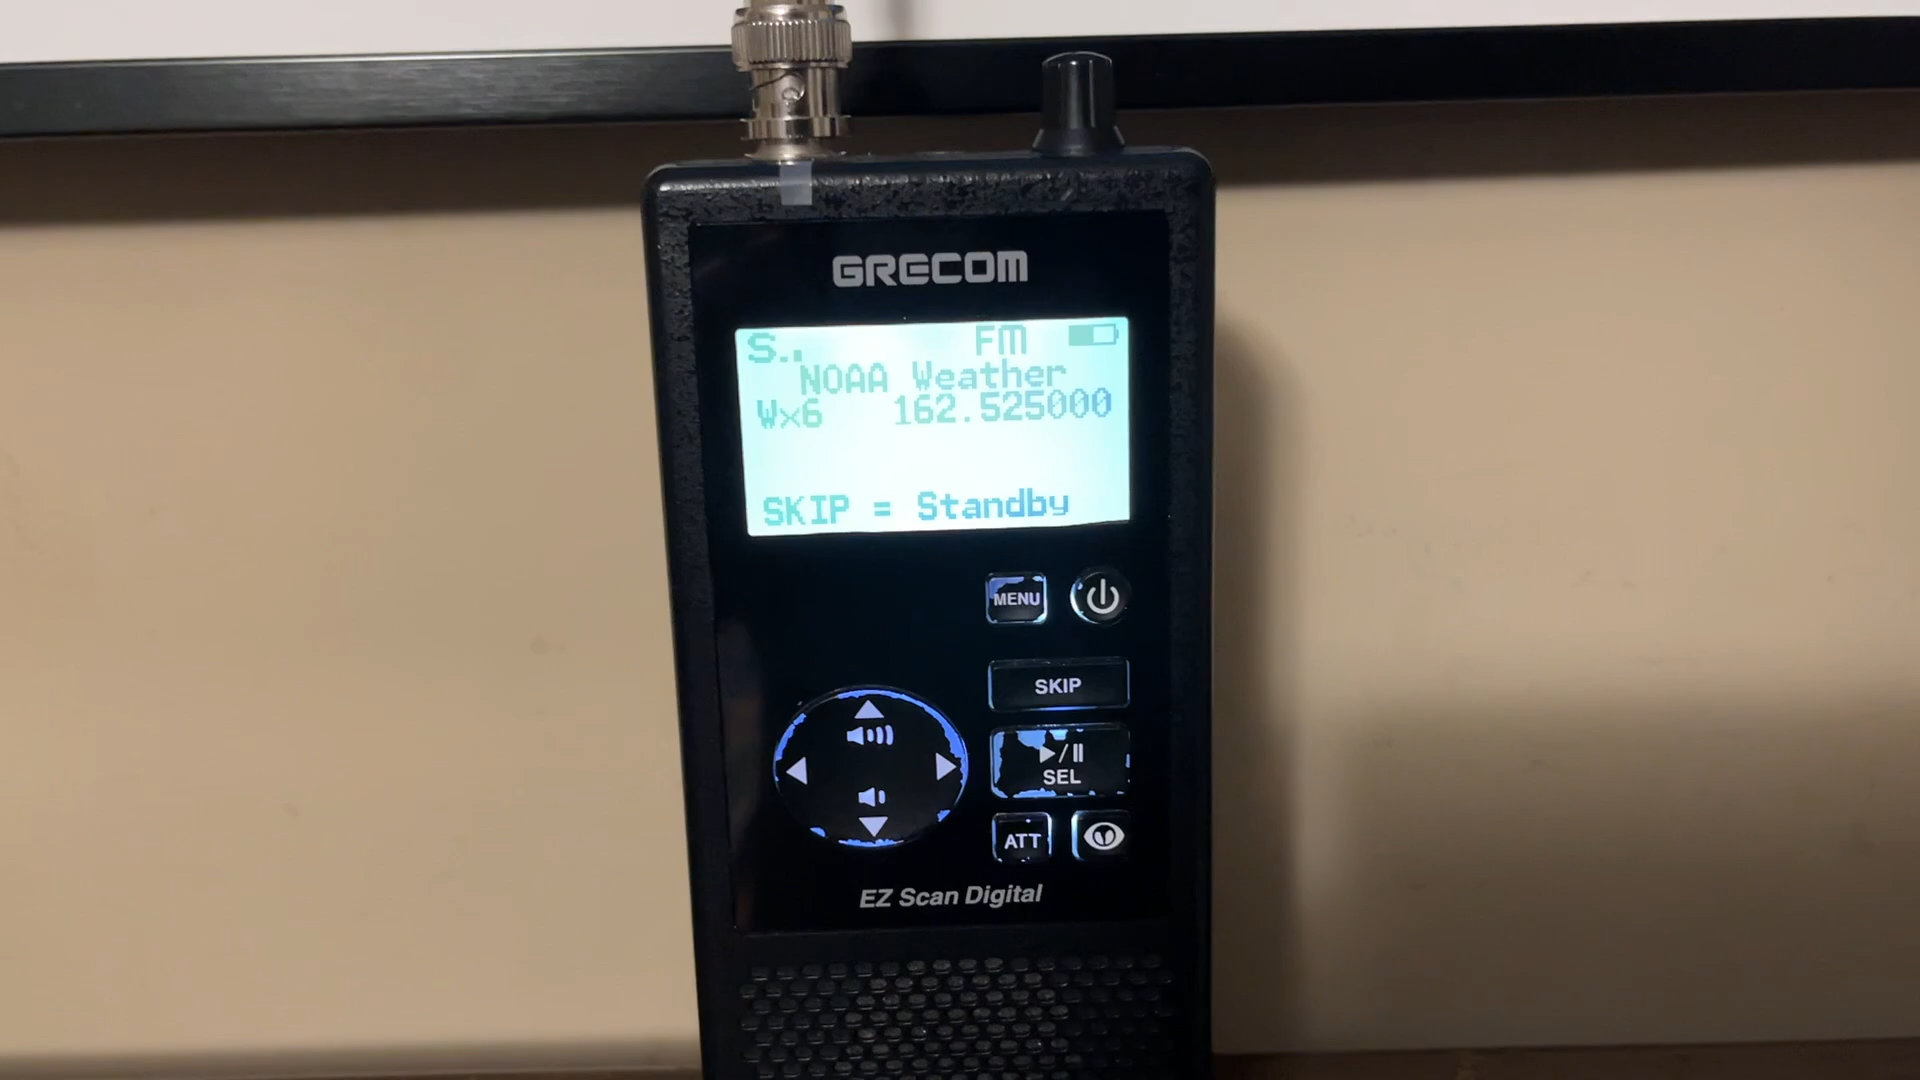 GRECOM
S.. FM
NOAA Weather
Wx6 162.525000
SKIP = Standby
MENU
SKIP
▶/II
SEL
ATT
EZ Scan Digital